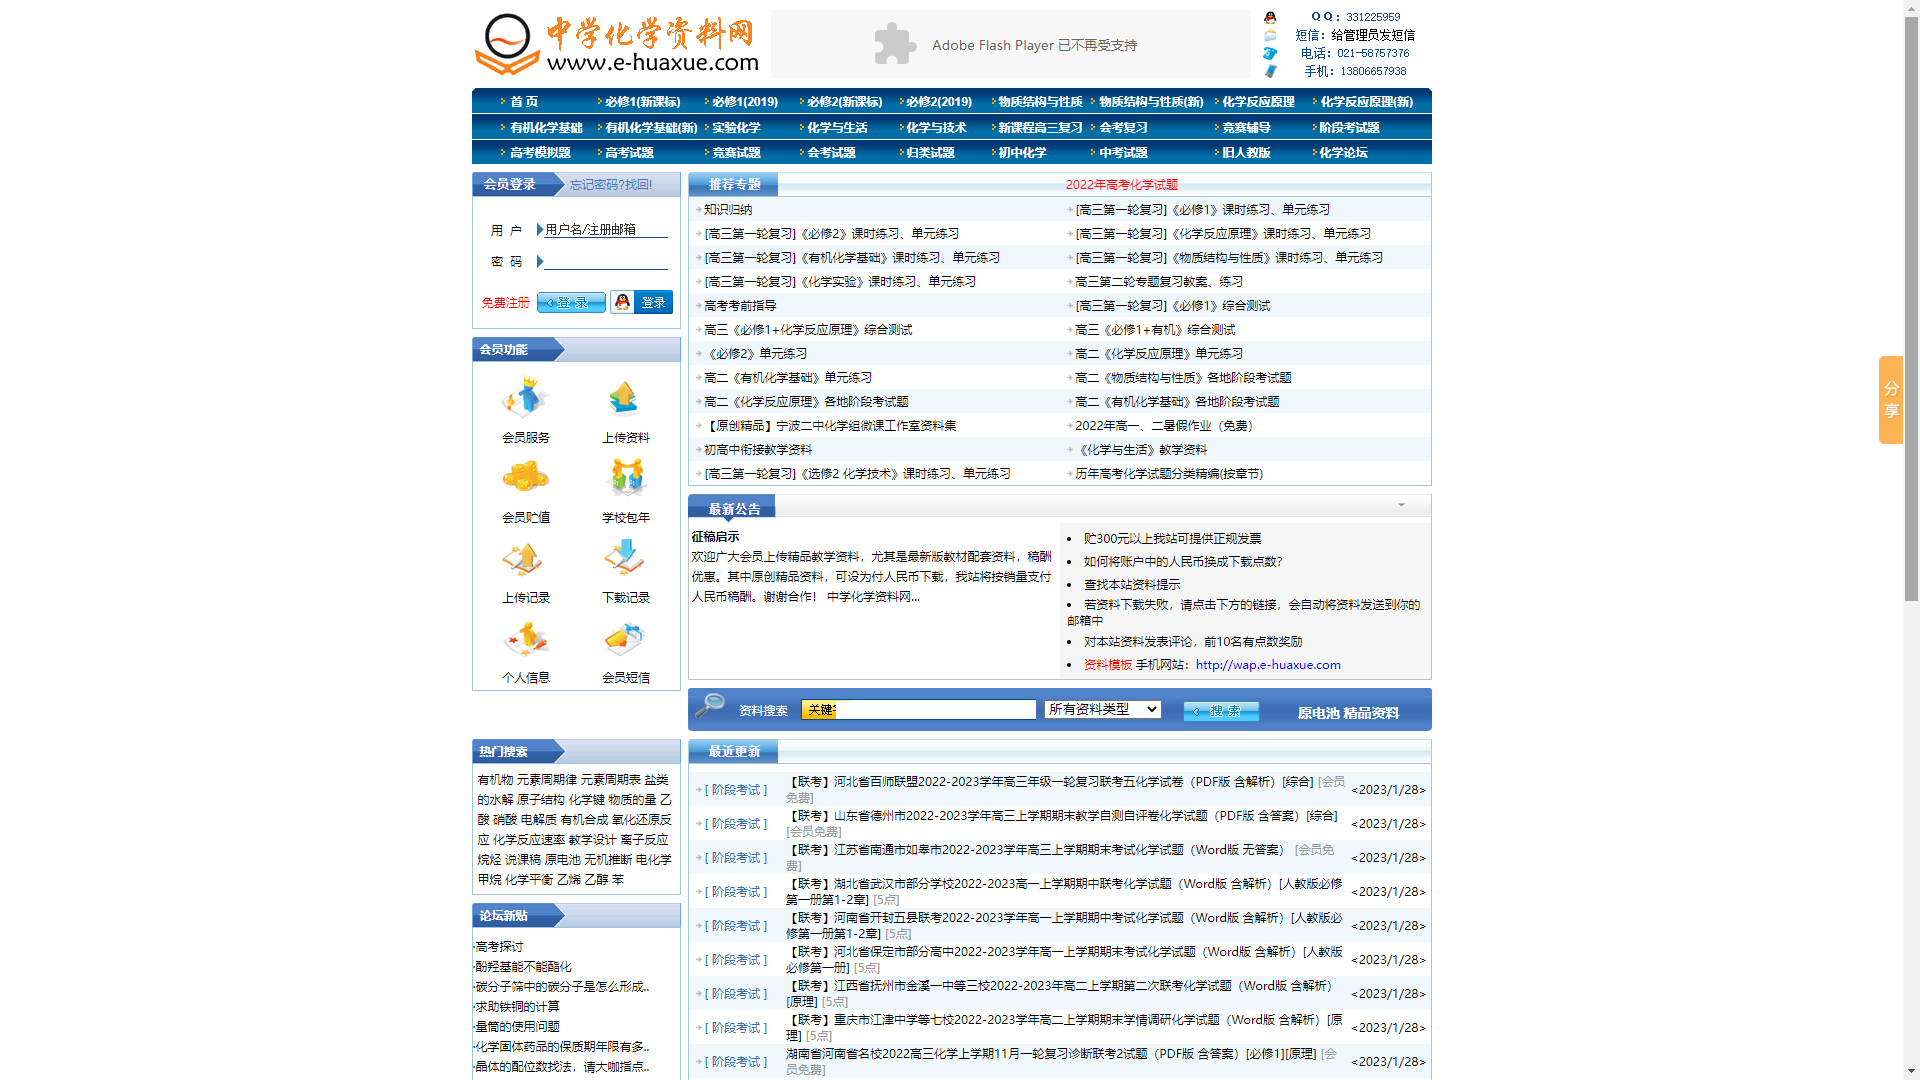 中学化学资料网
www.e-huaxue.com
Adobe Flash Player 已不再受支持
Q Q：331225959
短信：给管理员发短信
电话：021-58757376
手机：13806657938
首 页 必修1(新课标) 必修1(2019) 必修2(新课标) 必修2(2019) 物质结构与性质 物质结构与性质(新) 化学反应原理 化学反应原理(新)
有机化学基础 有机化学基础(新) 实验化学 化学与生活 化学与技术 新课程高三复习 会考复习 竞赛辅导 阶段考试题
高考模拟题 高考试题 竞赛试题 会考试题 归类试题 初中化学 中考试题 旧人教版 化学论坛
会员登录 忘记密码?找回!
用 户 用户名/注册邮箱
密 码
免费注册 登 录 登录
会员功能
会员服务 上传资料
会员贮值 学校包年
上传记录 下载记录
个人信息 会员短信
推荐专题 2022年高考化学试题
知识归纳 [高三第一轮复习]《必修1》课时练习、单元练习
[高三第一轮复习]《必修2》课时练习、单元练习 [高三第一轮复习]《化学反应原理》课时练习、单元练习
[高三第一轮复习]《有机化学基础》课时练习、单元练习 [高三第一轮复习]《物质结构与性质》课时练习、单元练习
[高三第一轮复习]《化学实验》课时练习、单元练习 高三第二轮专题复习教案、练习
高考考前指导 [高三第一轮复习]《必修1》综合测试
高三《必修1+化学反应原理》综合测试 高三《必修1+有机》综合测试
《必修2》单元练习 高二《化学反应原理》单元练习
高二《有机化学基础》单元练习 高二《物质结构与性质》各地阶段考试题
高二《化学反应原理》各地阶段考试题 高二《有机化学基础》各地阶段考试题
【原创精品】宁波二中化学组微课工作室资料集 2022年高一、二暑假作业（免费）
初高中衔接教学资料 《化学与生活》教学资料
[高三第一轮复习]《选修2 化学技术》课时练习、单元练习 历年高考化学试题分类精编(按章节)
分享
最新公告
征稿启示
欢迎广大会员上传精品教学资料，尤其是最新版教材配套资料，稿酬
优惠。其中原创精品资料，可设为付人民币下载，我站将按销量支付
人民币稿酬。谢谢合作！ 中学化学资料网...
贮300元以上我站可提供正规发票
如何将账户中的人民币换成下载点数?
查找本站资料提示
若资料下载失败，请点击下方的链接，会自动将资料发送到你的
邮箱中
对本站资料发表评论，前10名有点数奖励
资料模板 手机网站：http://wap.e-huaxue.com
资料搜索 关键 所有资料类型 搜 索 原电池 精品资料
热门搜索
有机物 元素周期律 元素周期表 盐类
的水解 原子结构 化学键 物质的量 乙
酸 硝酸 电解质 有机合成 氧化还原反
应 化学反应速率 教学设计 离子反应
烷烃 说课稿 原电池 无机推断 电化学
甲烷 化学平衡 乙烯 乙醇 苯
论坛新贴
·高考探讨
·酚羟基能不能酯化
·碳分子筛中的碳分子是怎么形成..
·求助铁铜的计算
·量筒的使用问题
·化学固体药品的保质期年限有多..
·晶体的配位数找法，请大咖指点..
最近更新
[ 阶段考试 ] 【联考】河北省百师联盟2022-2023学年高三年级一轮复习联考五化学试卷（PDF版 含解析）[综合] [会员
免费] <2023/1/28>
[ 阶段考试 ] 【联考】山东省德州市2022-2023学年高三上学期期末教学自测自评卷化学试题（PDF版 含答案）[综合]
[会员免费] <2023/1/28>
[ 阶段考试 ] 【联考】江苏省南通市如皋市2022-2023学年高三上学期期末考试化学试题（Word版 无答案） [会员免
费] <2023/1/28>
[ 阶段考试 ] 【联考】湖北省武汉市部分学校2022-2023高一上学期期中联考化学试题（Word版 含解析）[人教版必修
第一册第1-2章] [5点] <2023/1/28>
[ 阶段考试 ] 【联考】河南省开封五县联考2022-2023学年高一上学期期中考试化学试题（Word版 含解析）[人教版必
修第一册第1-2章] [5点] <2023/1/28>
[ 阶段考试 ] 【联考】河北省保定市部分高中2022-2023学年高一上学期期末考试化学试题（Word版 含解析）[人教版
必修第一册] [5点] <2023/1/28>
[ 阶段考试 ] 【联考】江西省抚州市金溪一中等三校2022-2023年高二上学期第二次联考化学试题（Word版 含解析）
[原理] [5点] <2023/1/28>
[ 阶段考试 ] 【联考】重庆市江津中学等七校2022-2023学年高二上学期期末学情调研化学试题（Word版 含解析）[原
理] [5点] <2023/1/28>
[ 阶段考试 ] 湖南省河南省名校2022高三化学上学期11月一轮复习诊断联考2试题（PDF版 含答案）[必修1][原理] [会
员免费] <2023/1/28>